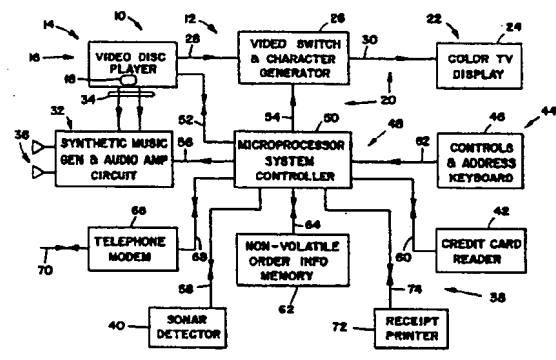 10
12
14
16
VIDEO DISC
PLAYER
18
34
28
26
VIDEO SWITCH
& CHARACTER
GENERATOR
30
22
24
COLOR TV
DISPLAY
20
32
SYNTHETIC MUSIC
GEN & AUDIO AMP
CIRCUIT
36
52
54
56
50
MICROPROCESSOR
SYSTEM
CONTROLLER
48
62
46
44
CONTROLS
& ADDRESS
KEYBOARD
66
TELEPHONE
MODEM
68
70
64
NON-VOLATILE
ORDER INFO
MEMORY
62
60
42
CREDIT CARD
READER
38
58
40
SONAR
DETECTOR
74
72
RECEIPT
PRINTER